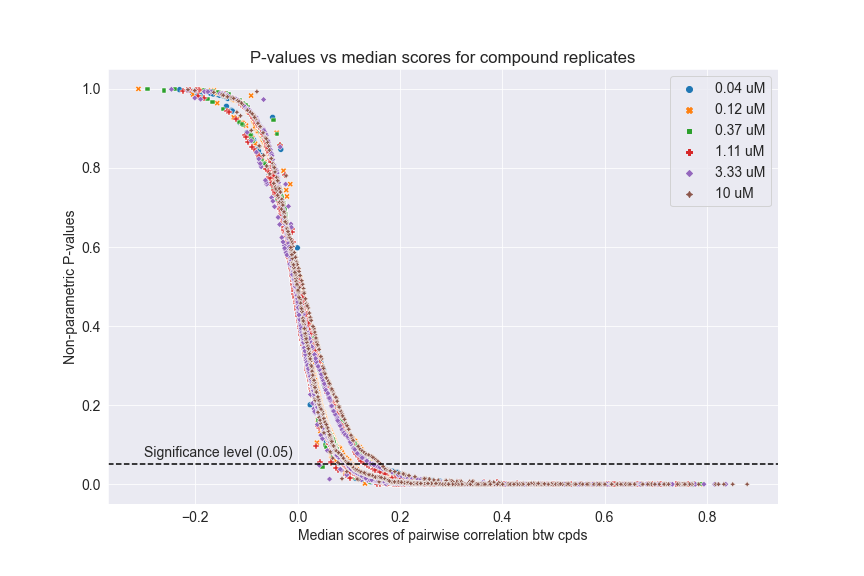 P-values vs median scores for compound replicates
1.0
0.8
0.6
0.4
0.2
0.0
Non-parametric P-values
0.04 uM
0.12 uM
0.37 uM
1.11 uM
3.33 uM
10 uM
Significance level (0.05)
−0.2 0.0 0.2 0.4 0.6 0.8
Median scores of pairwise correlation btw cpds